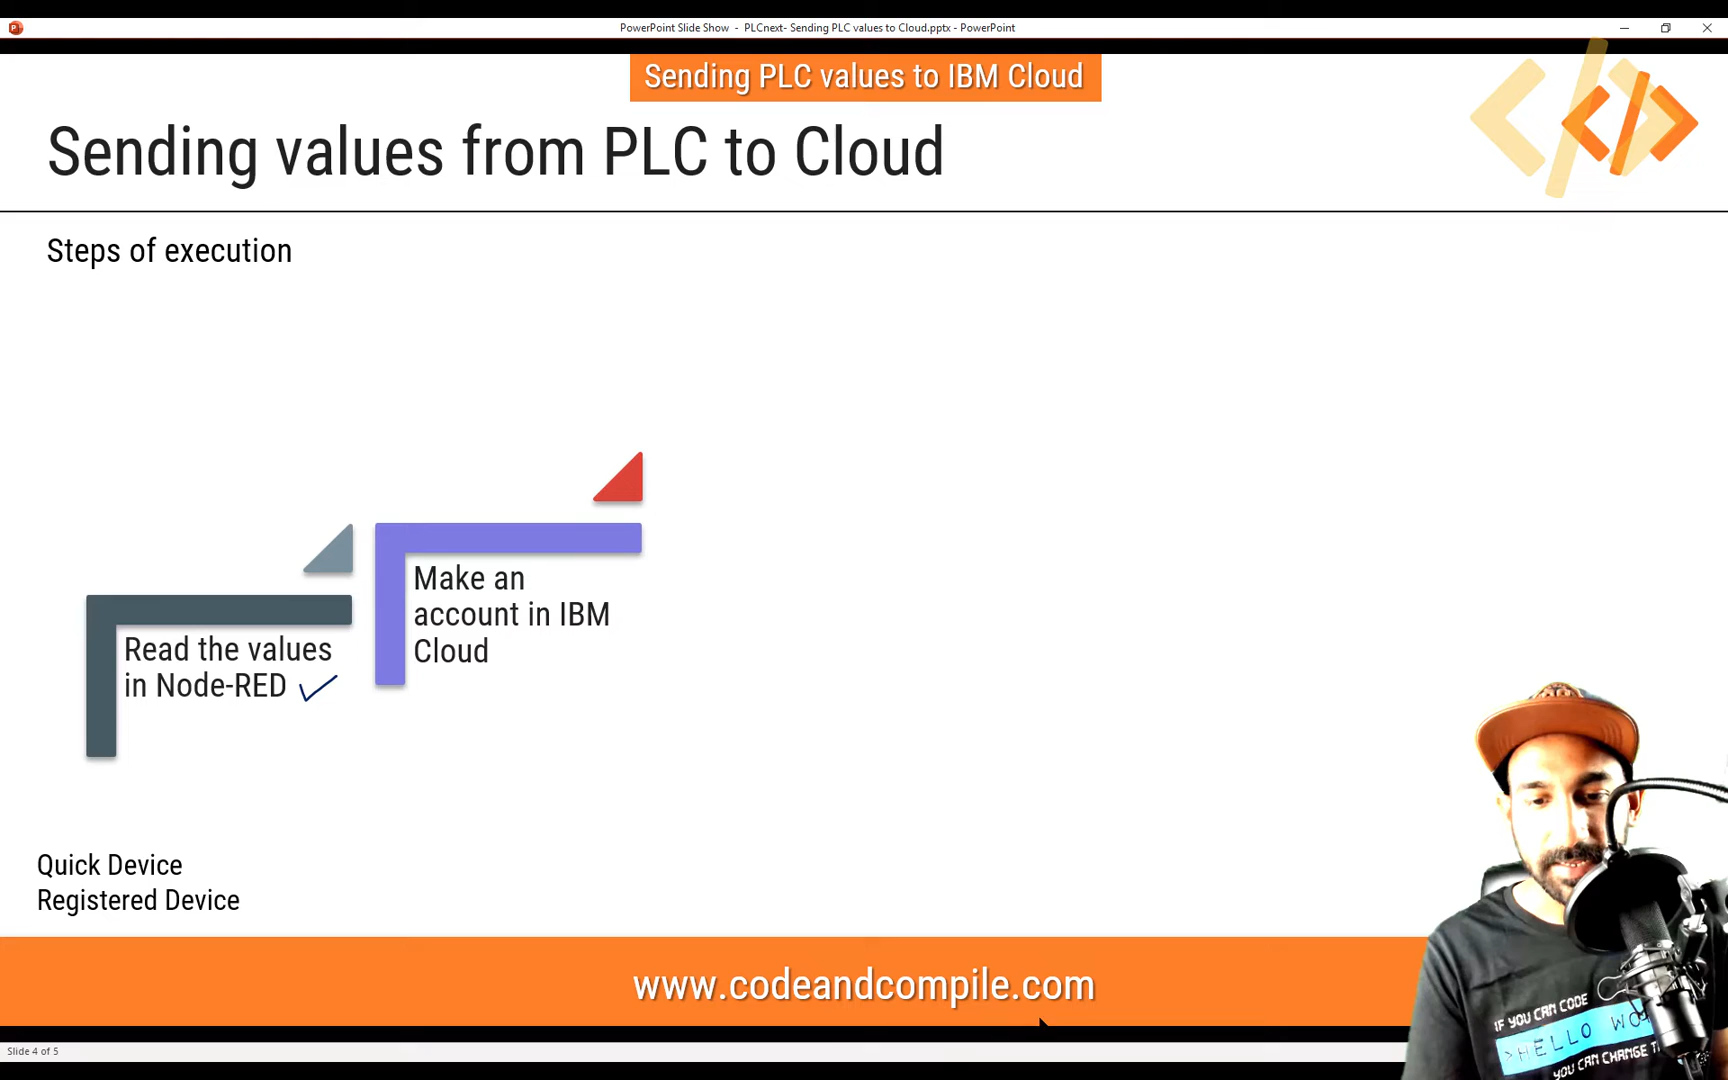 PowerPoint Slide Show - PLCnext- Sending PLC values to Cloud.pptx - PowerPoint
Sending PLC values to IBM Cloud
Sending values from PLC to Cloud
Steps of execution
Make an
account in IBM
Cloud
Read the values
in Node-RED
Quick Device
Registered Device
www.codeandcompile.com
IF YOU CAN CODE
>HELLO WO
YOU CAN CHANGE T
Slide 4 of 5